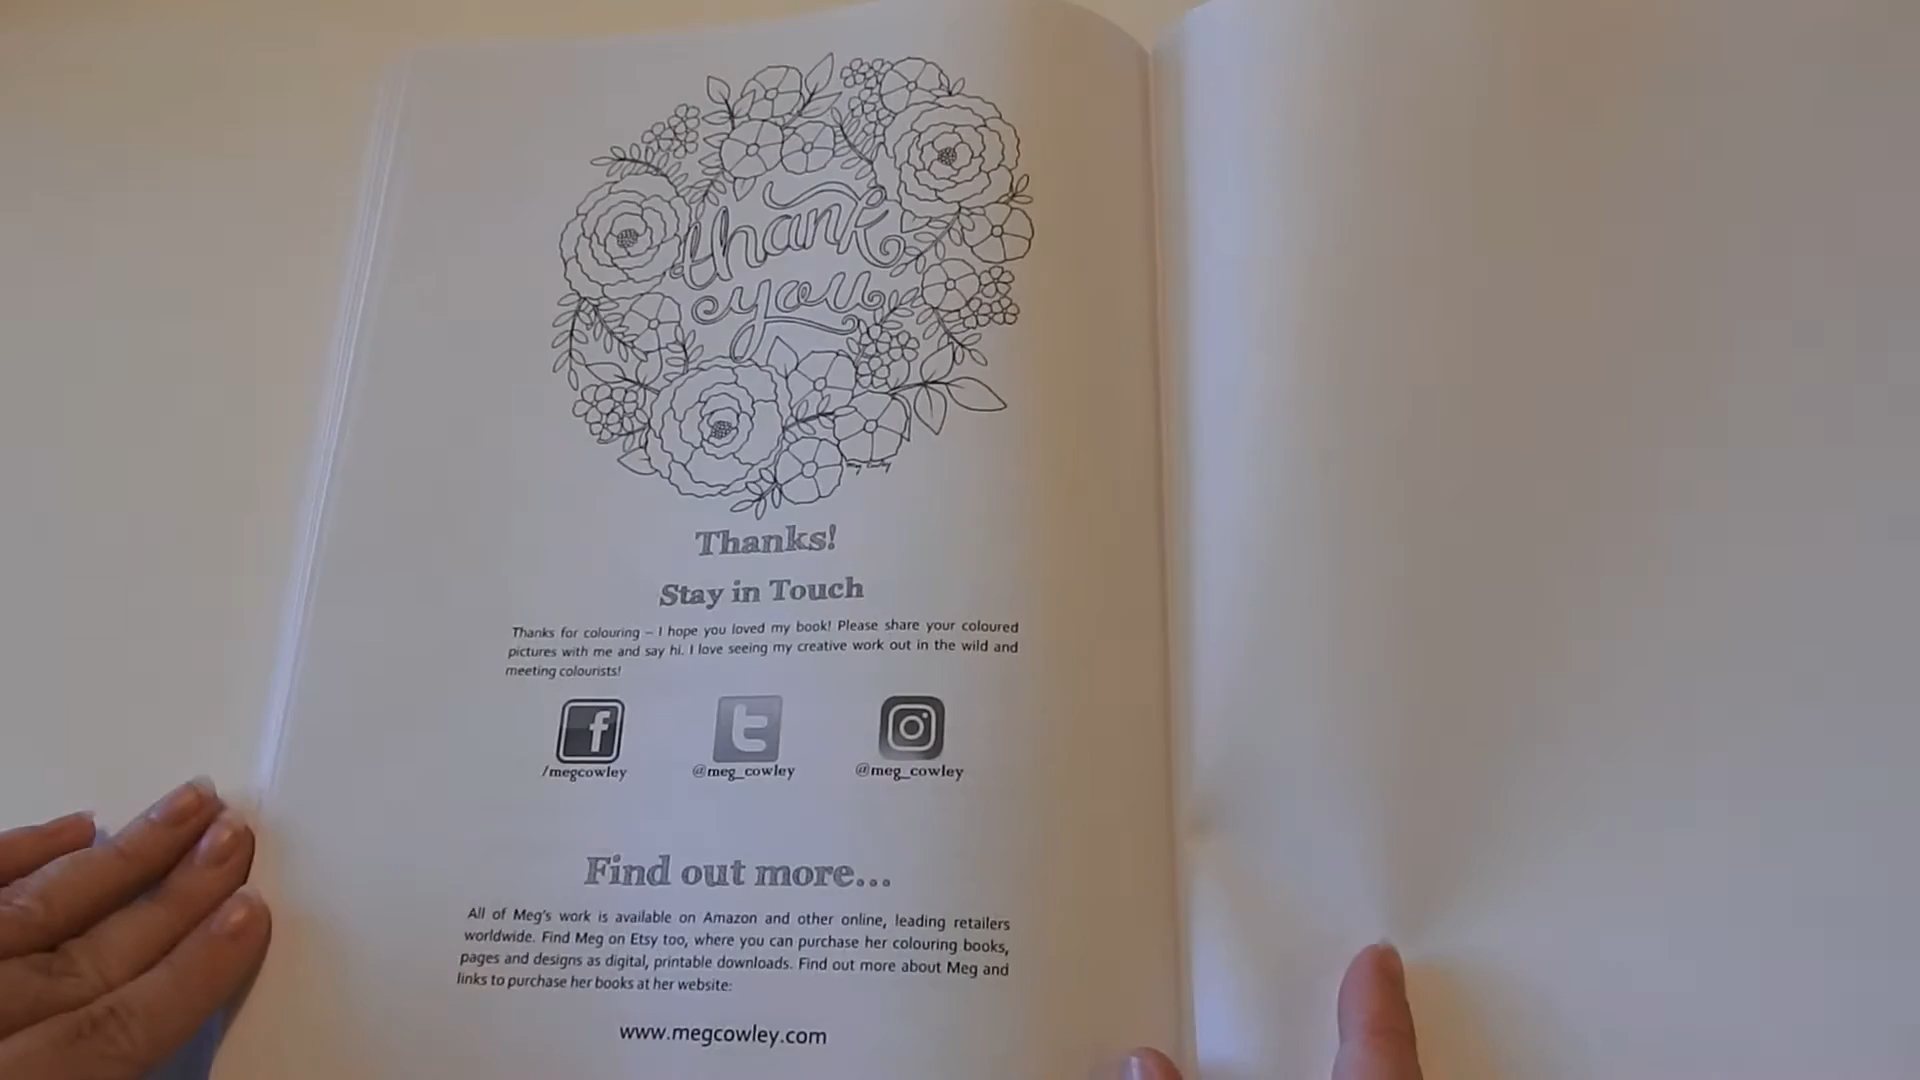 thank
you
meg cowley
Thanks!
Stay in Touch
Thanks for colouring – I hope you loved my book! Please share your coloured
pictures with me and say hi. I love seeing my creative work out in the wild and
meeting colourists!
/megcowley
@meg_cowley
@meg_cowley
Find out more...
All of Meg's work is available on Amazon and other online, leading retailers
worldwide. Find Meg on Etsy too, where you can purchase her colouring books,
pages and designs as digital, printable downloads. Find out more about Meg and
links to purchase her books at her website:
www.megcowley.com